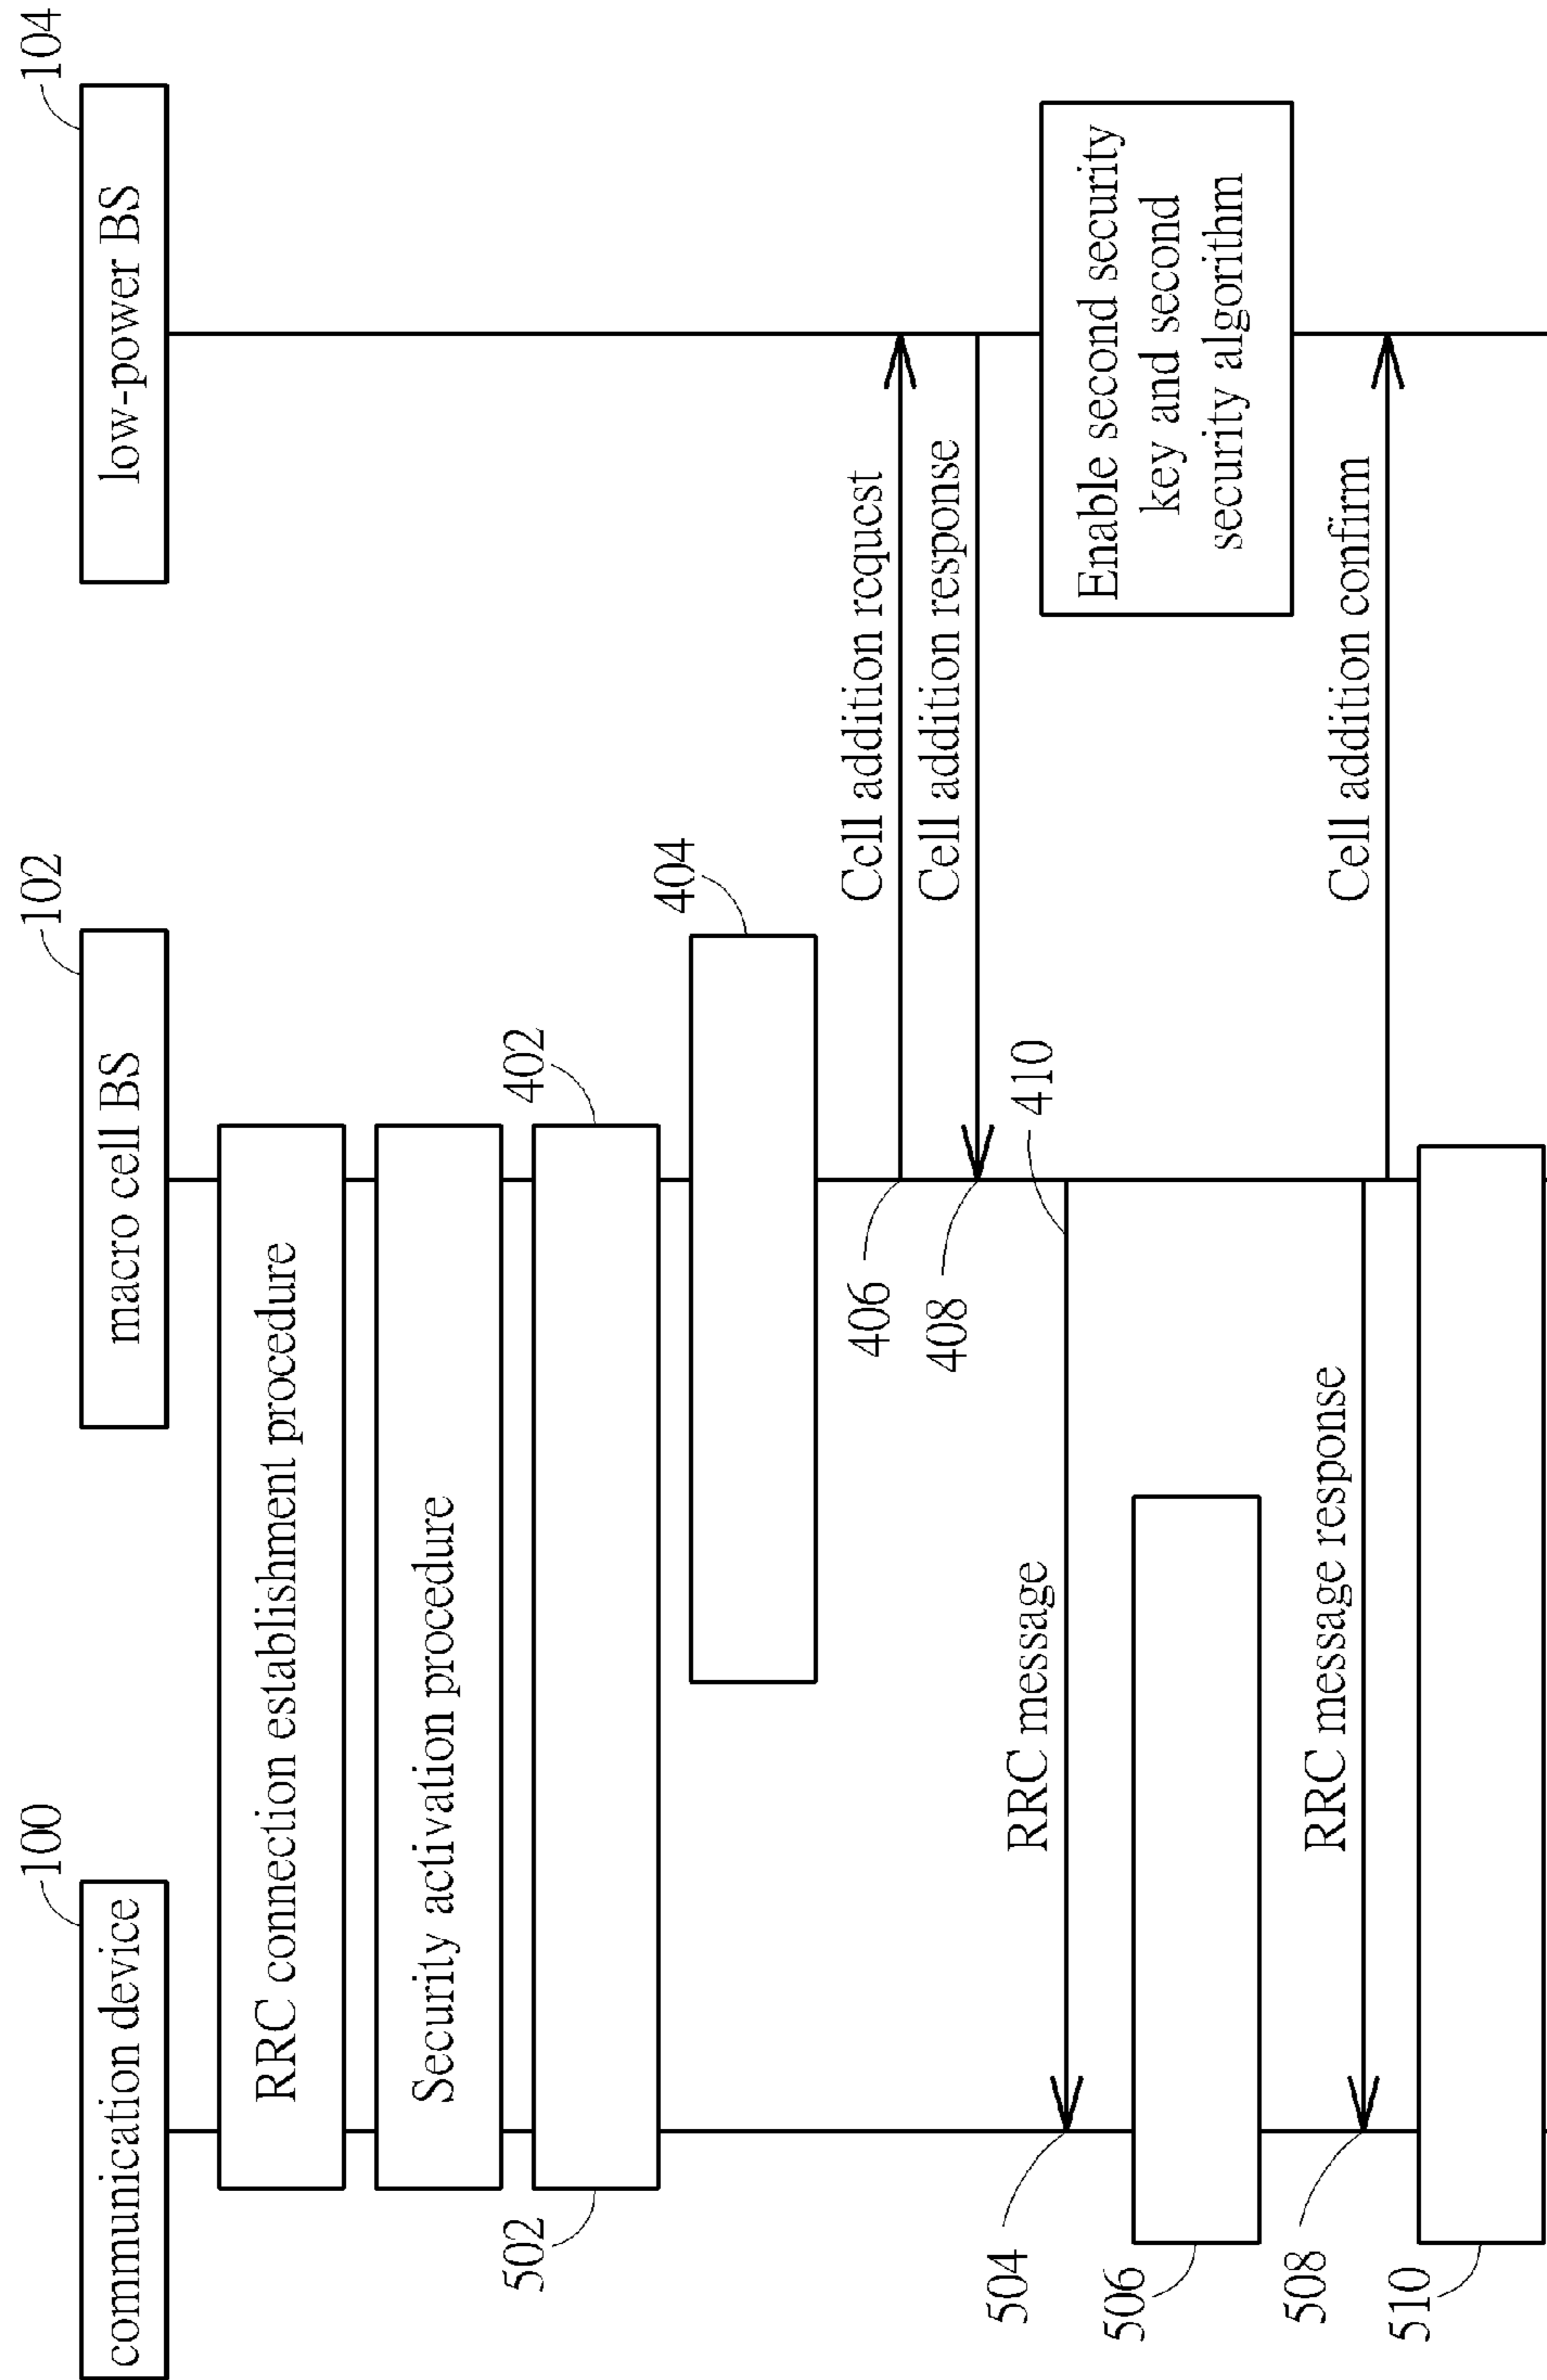 communication device
100
macro cell BS
102
low-power BS
104
RRC connection establishment procedure
Security activation procedure
502
402
404
406
Cell addition request
408
Cell addition response
410
504
RRC message
Enable second security
key and second
security algorithm
506
508
RRC message response
Cell addition confirm
510